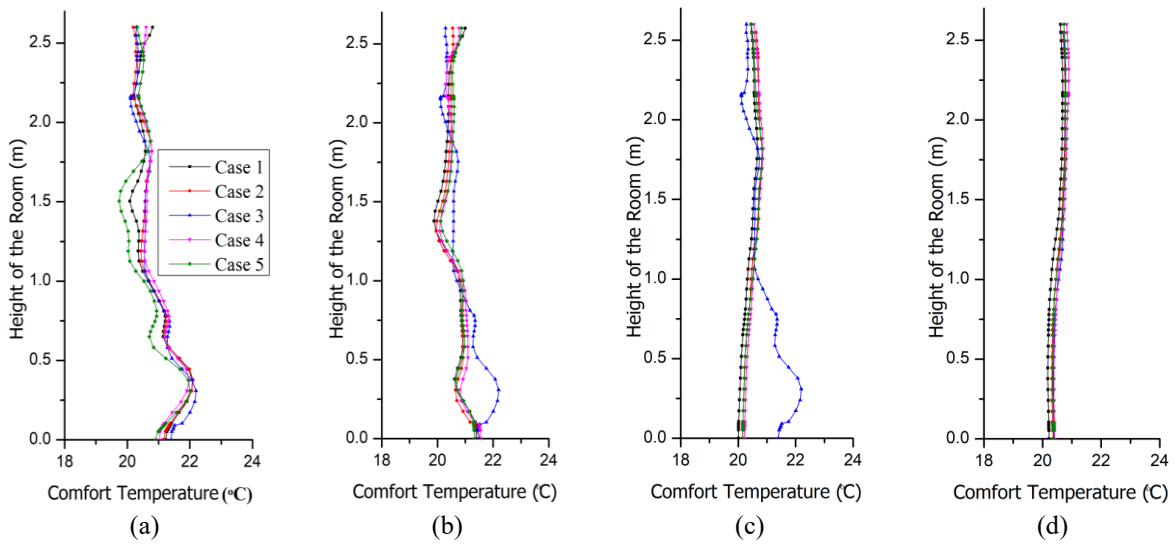 2.5
2.0
1.5
1.0
0.5
0.0
18 20 22 24
Height of the Room (m)
Comfort Temperature (ºC)
(a)
Case 1
Case 2
Case 3
Case 4
Case 5
2.5
2.0
1.5
1.0
0.5
0.0
18 20 22 24
Height of the Room (m)
Comfort Temperature (ºC)
(b)
2.5
2.0
1.5
1.0
0.5
0.0
18 20 22 24
Height of the Room (m)
Comfort Temperature (ºC)
(c)
2.5
2.0
1.5
1.0
0.5
0.0
18 20 22 24
Height of the Room (m)
Comfort Temperature (ºC)
(d)